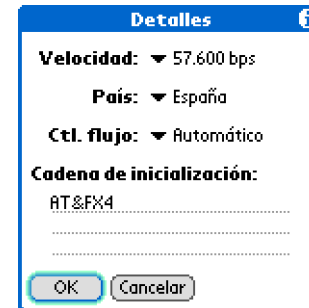 Detalles
Velocidad: 57.600 bps
País: España
Ctl. flujo: Automático
Cadena de inicialización:
AT&FX4
OK Cancelar